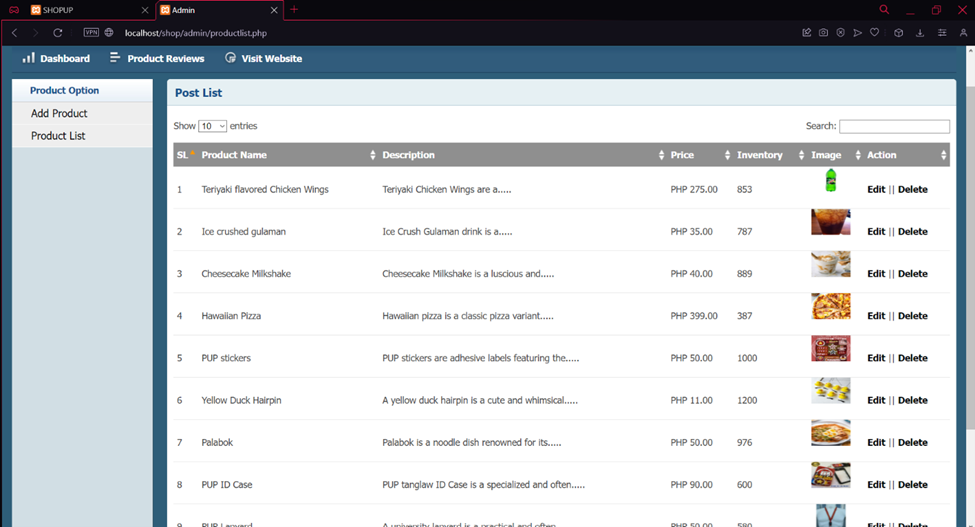 SHOPUP
Admin
VPN localhost/shop/admin/productlist.php
Dashboard Product Reviews Visit Website
Product Option
Add Product
Product List
Post List
Show 10 entries Search:
SL Product Name Description Price Inventory Image Action
1 Teriyaki flavored Chicken Wings Teriyaki Chicken Wings are a..... PHP 275.00 853 Edit || Delete
2 Ice crushed gulaman Ice Crush Gulaman drink is a..... PHP 35.00 787 Edit || Delete
3 Cheesecake Milkshake Cheesecake Milkshake is a luscious and..... PHP 40.00 889 Edit || Delete
4 Hawaiian Pizza Hawaiian pizza is a classic pizza variant..... PHP 399.00 387 Edit || Delete
5 PUP stickers PUP stickers are adhesive labels featuring the..... PHP 50.00 1000 Edit || Delete
6 Yellow Duck Hairpin A yellow duck hairpin is a cute and whimsical..... PHP 11.00 1200 Edit || Delete
7 Palabok Palabok is a noodle dish renowned for its..... PHP 50.00 976 Edit || Delete
8 PUP ID Case PUP tanglaw ID Case is a specialized and often..... PHP 90.00 600 Edit || Delete
9 PUP Lanyard A university lanyard is a practical and often PHP 50.00 580 Edit || Delete